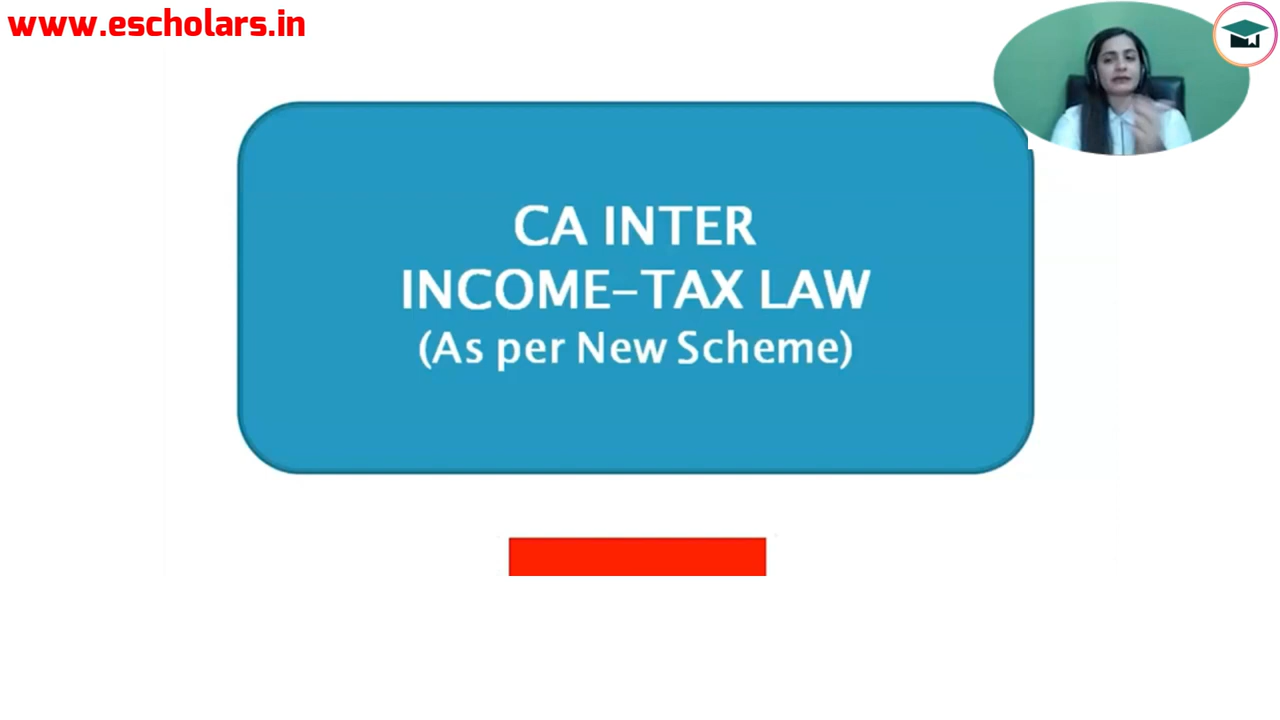 www.escholars.in
CA INTER
INCOME-TAX LAW
(As per New Scheme)